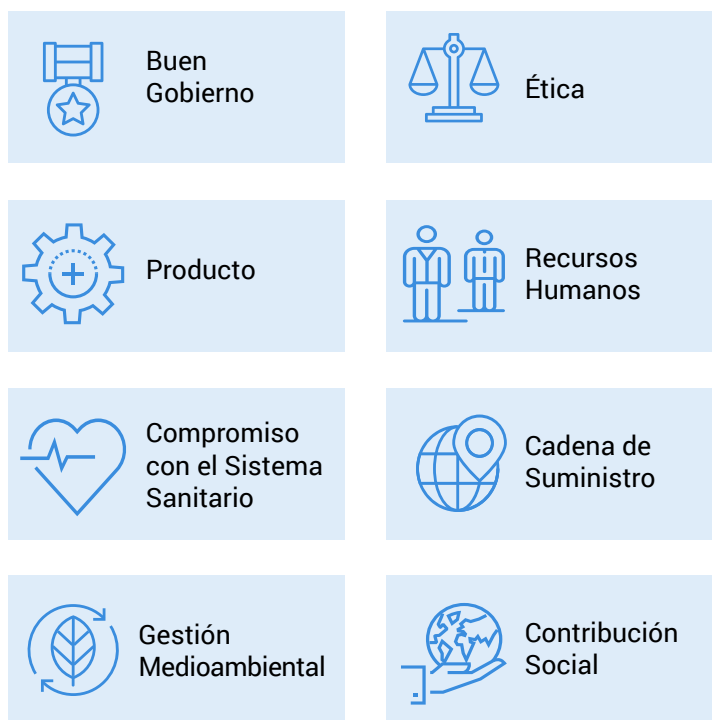 Buen
Gobierno
Ética
Producto
Recursos
Humanos
Compromiso
con el Sistema
Sanitario
Cadena de
Suministro
Gestión
Medioambiental
Contribución
Social